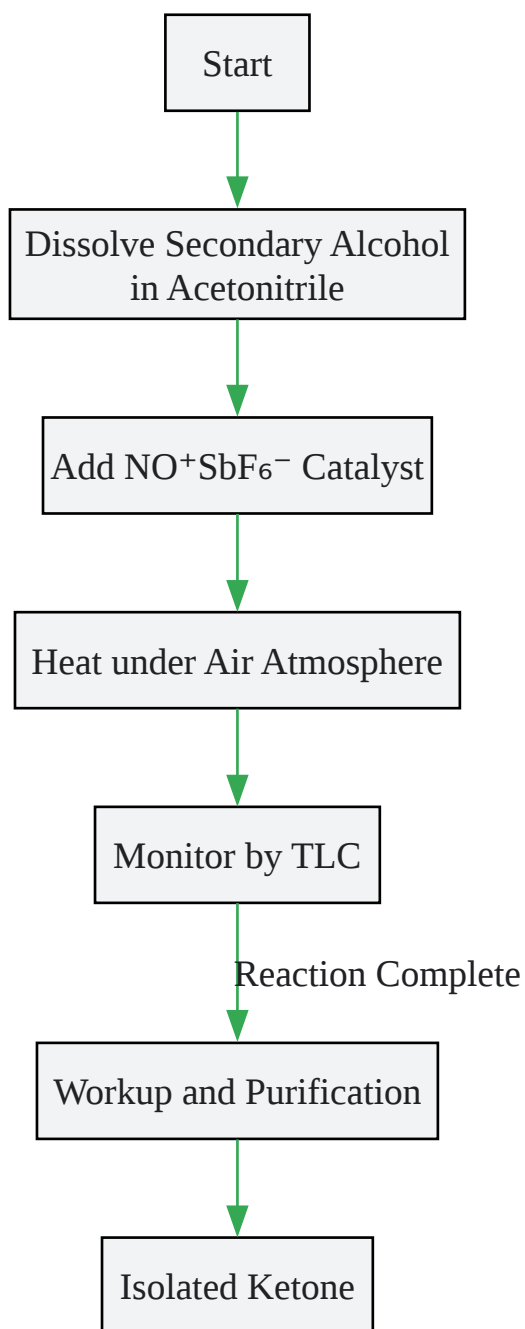 Start
Dissolve Secondary Alcohol
in Acetonitrile
Add NO⁺SbF₆⁻ Catalyst
Heat under Air Atmosphere
Monitor by TLC
Reaction Complete
Workup and Purification
Isolated Ketone